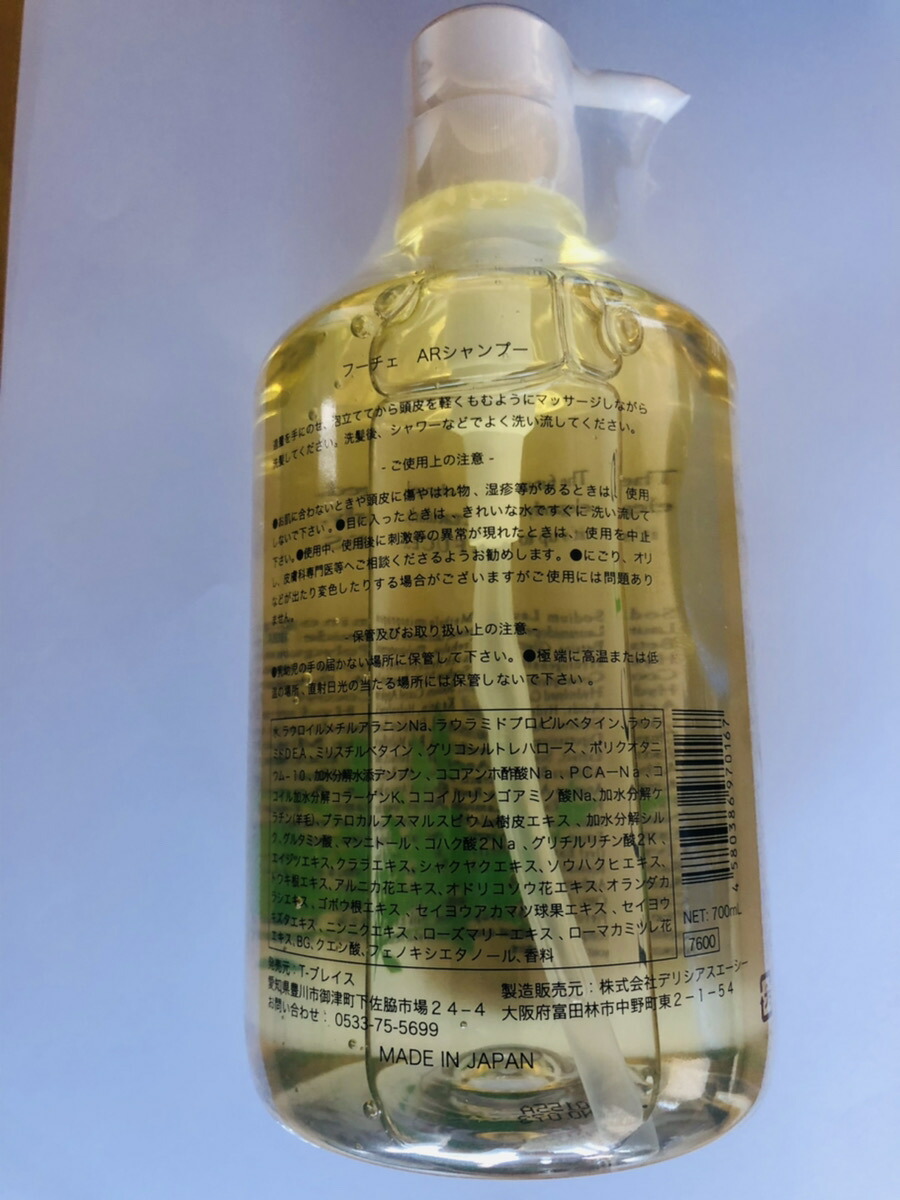 フーチェ ARシャンプー
適量を手にのせ、泡立ててから頭皮を軽くもむようにマッサージしながら
洗髪してください。洗髪後、シャワーなどでよく洗い流してください。
- ご使用上の注意 -
●お肌に合わないときや頭皮に傷やはれ物、湿疹等があるときは、使用
しないで下さい。●目に入ったときは、きれいな水ですぐに洗い流して
下さい。●使用中、使用後に刺激等の異常が現れたときは、使用を中止
し、皮膚科専門医等へご相談くださるようお勧めします。●にごり、オリ
などが出たり変色したりする場合がございますがご使用には問題あり
ません。
- 保管及びお取り扱い上の注意 -
●乳幼児の手の届かない場所に保管して下さい。●極端に高温または低
温の場所、直射日光の当たる場所には保管しないで下さい。
水、ラウロイルメチルアラニンNa、ラウラミドプロピルベタイン、ラウラ
ミドDEA、ミリスチルベタイン、グリコシルトレハロース、ポリクオタニ
ウム-10、加水分解水添デンプン、ココアンホ酢酸Na、PCA-Na、コ
コイル加水分解コラーゲンK、ココイルリンゴアミノ酸Na、加水分解ケ
ラチン(羊毛)、プテロカルプスマルスピウム樹皮エキス、加水分解シル
ク、グルタミン酸、マンニトール、コハク酸2Na、グリチルリチン酸2K、
エイジツエキス、クララエキス、シャクヤクエキス、ソウハクヒエキス、
トウキ根エキス、アルニカ花エキス、オドリコソウ花エキス、オランダカ
ラシエキス、ゴボウ根エキス、セイヨウアカマツ球果エキス、セイヨウ
キズタエキス、ニンニクエキス、ローズマリーエキス、ローマカミツレ花
エキス、BG、クエン酸、フェノキシエタノール、香料
4580386970167
NET: 700mL
7600
発売元:T-プレイス
愛知県豊川市御津町下佐脇市場24-4
お問い合わせ: 0533-75-5699
製造販売元:株式会社デリシアスエーシー
大阪府富田林市中野町東2-1-54
MADE IN JAPAN